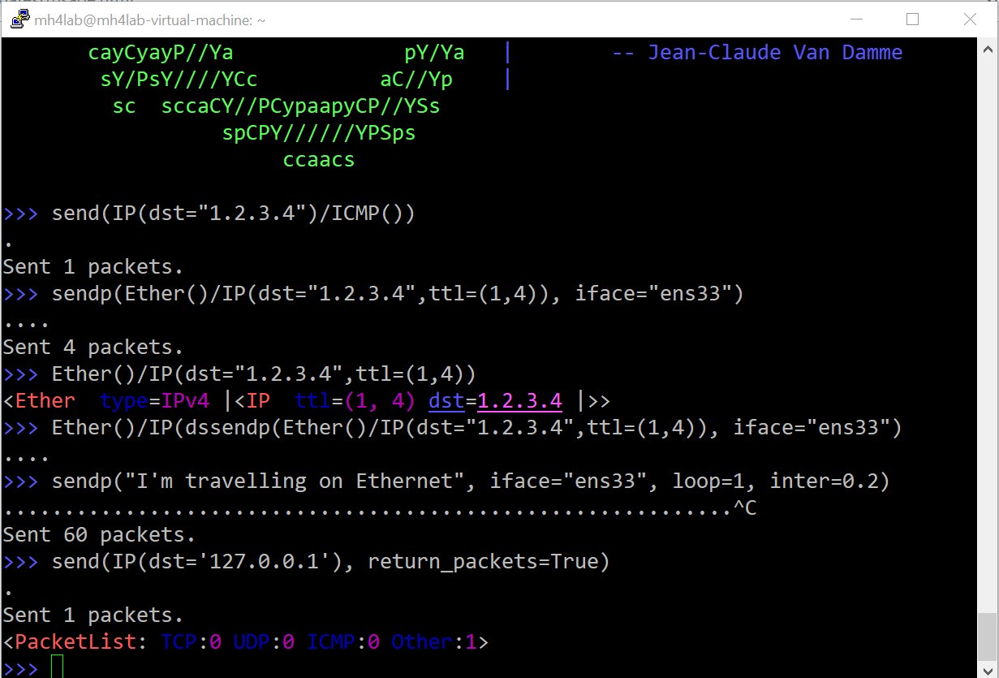 mh4lab@mh4lab-virtual-machine: ~
cayCyayP//Ya pY/Ya | -- Jean-Claude Van Damme
sY/PsY////YCc aC//Yp |
sc sccaCY//PCypaapyCP//YSs
spCPY//////YPSps
ccaacs
>>> send(IP(dst="1.2.3.4")/ICMP())
.
Sent 1 packets.
>>> sendp(Ether()/IP(dst="1.2.3.4",ttl=(1,4)), iface="ens33")
....
Sent 4 packets.
>>> Ether()/IP(dst="1.2.3.4",ttl=(1,4))
<Ether type=IPv4 |<IP ttl=(1, 4) dst=1.2.3.4 |>>
>>> Ether()/IP(dssendp(Ether()/IP(dst="1.2.3.4",ttl=(1,4)), iface="ens33")
....
>>> sendp("I'm travelling on Ethernet", iface="ens33", loop=1, inter=0.2)
............................................................^C
Sent 60 packets.
>>> send(IP(dst='127.0.0.1'), return_packets=True)
.
Sent 1 packets.
<PacketList: TCP:0 UDP:0 ICMP:0 Other:1>
>>>